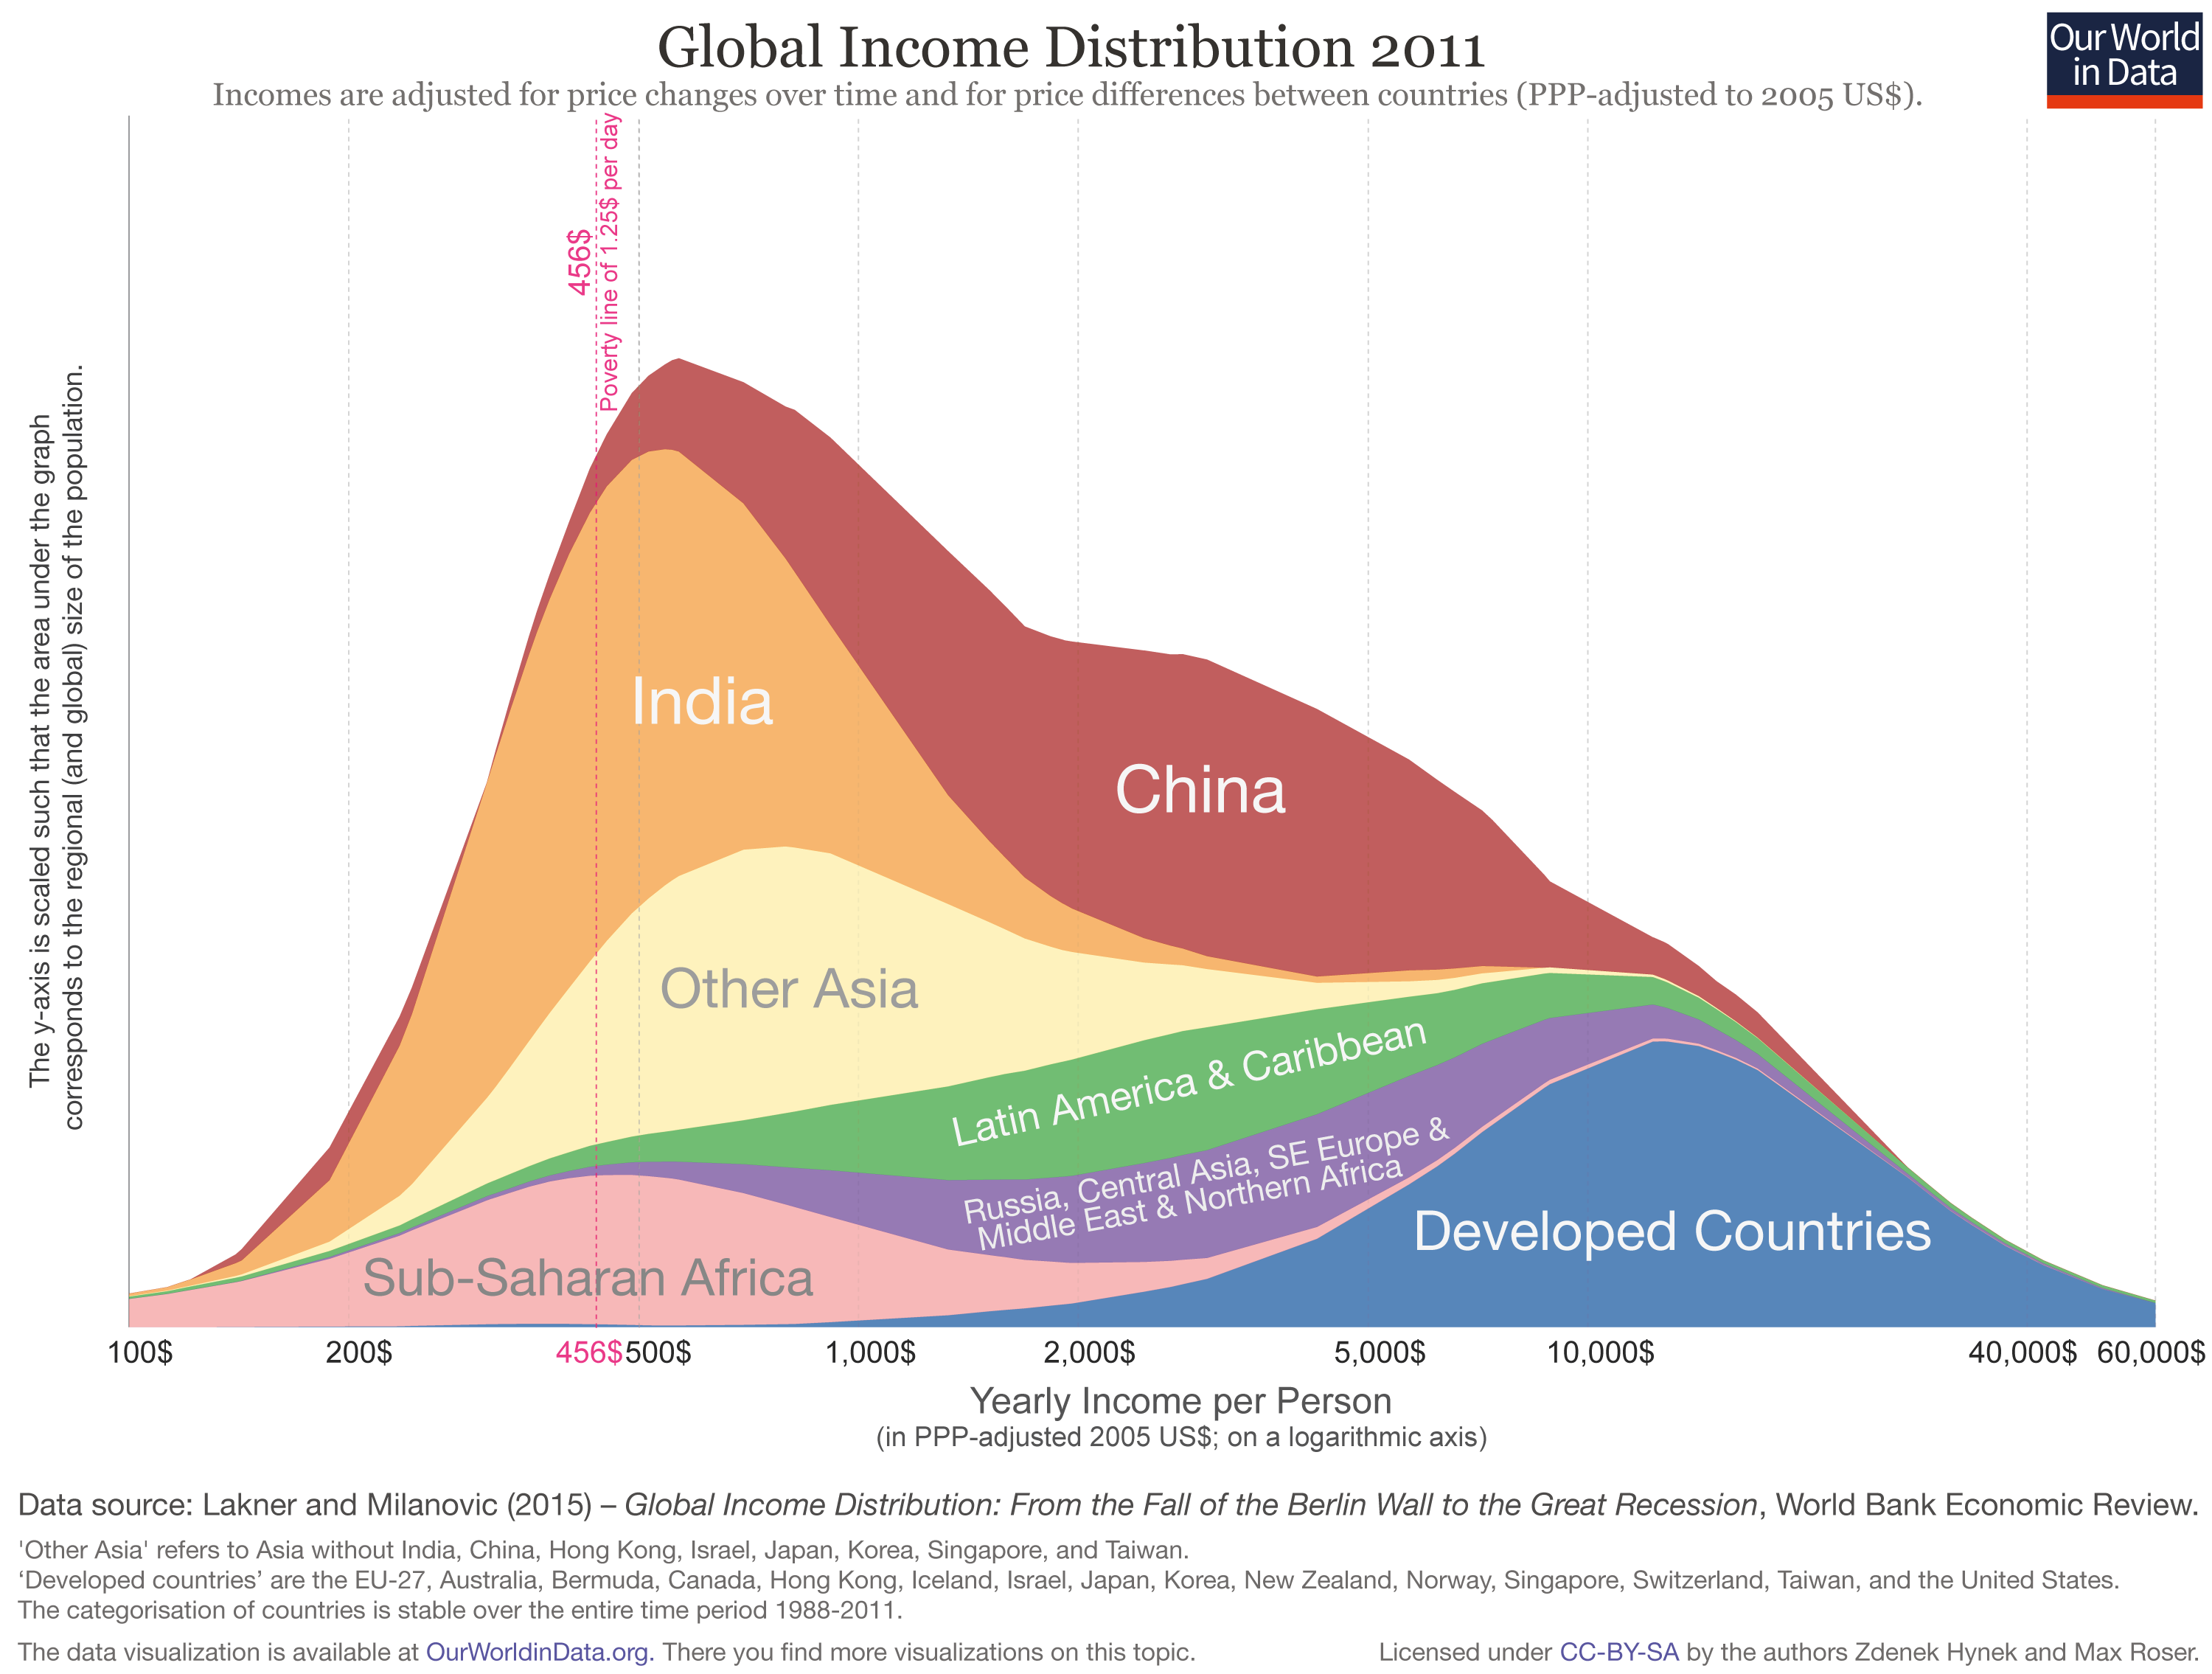 Global Income Distribution 2011
Our World
in Data
Incomes are adjusted for price changes over time and for price differences between countries (PPP-adjusted to 2005 US$).
456$
Poverty line of 1.25$ per day
The y-axis is scaled such that the area under the graph
corresponds to the regional (and global) size of the population.
India
China
Other Asia
Latin America & Caribbean
Russia, Central Asia, SE Europe &
Middle East & Northern Africa
Developed Countries
Sub-Saharan Africa
100$ 200$ 456$ 500$ 1,000$ 2,000$ 5,000$ 10,000$ 40,000$ 60,000$
Yearly Income per Person
(in PPP-adjusted 2005 US$; on a logarithmic axis)
Data source: Lakner and Milanovic (2015) – Global Income Distribution: From the Fall of the Berlin Wall to the Great Recession, World Bank Economic Review.
'Other Asia' refers to Asia without India, China, Hong Kong, Israel, Japan, Korea, Singapore, and Taiwan.
‘Developed countries’ are the EU-27, Australia, Bermuda, Canada, Hong Kong, Iceland, Israel, Japan, Korea, New Zealand, Norway, Singapore, Switzerland, Taiwan, and the United States.
The categorisation of countries is stable over the entire time period 1988-2011.
The data visualization is available at OurWorldinData.org. There you find more visualizations on this topic.
Licensed under CC-BY-SA by the authors Zdenek Hynek and Max Roser.